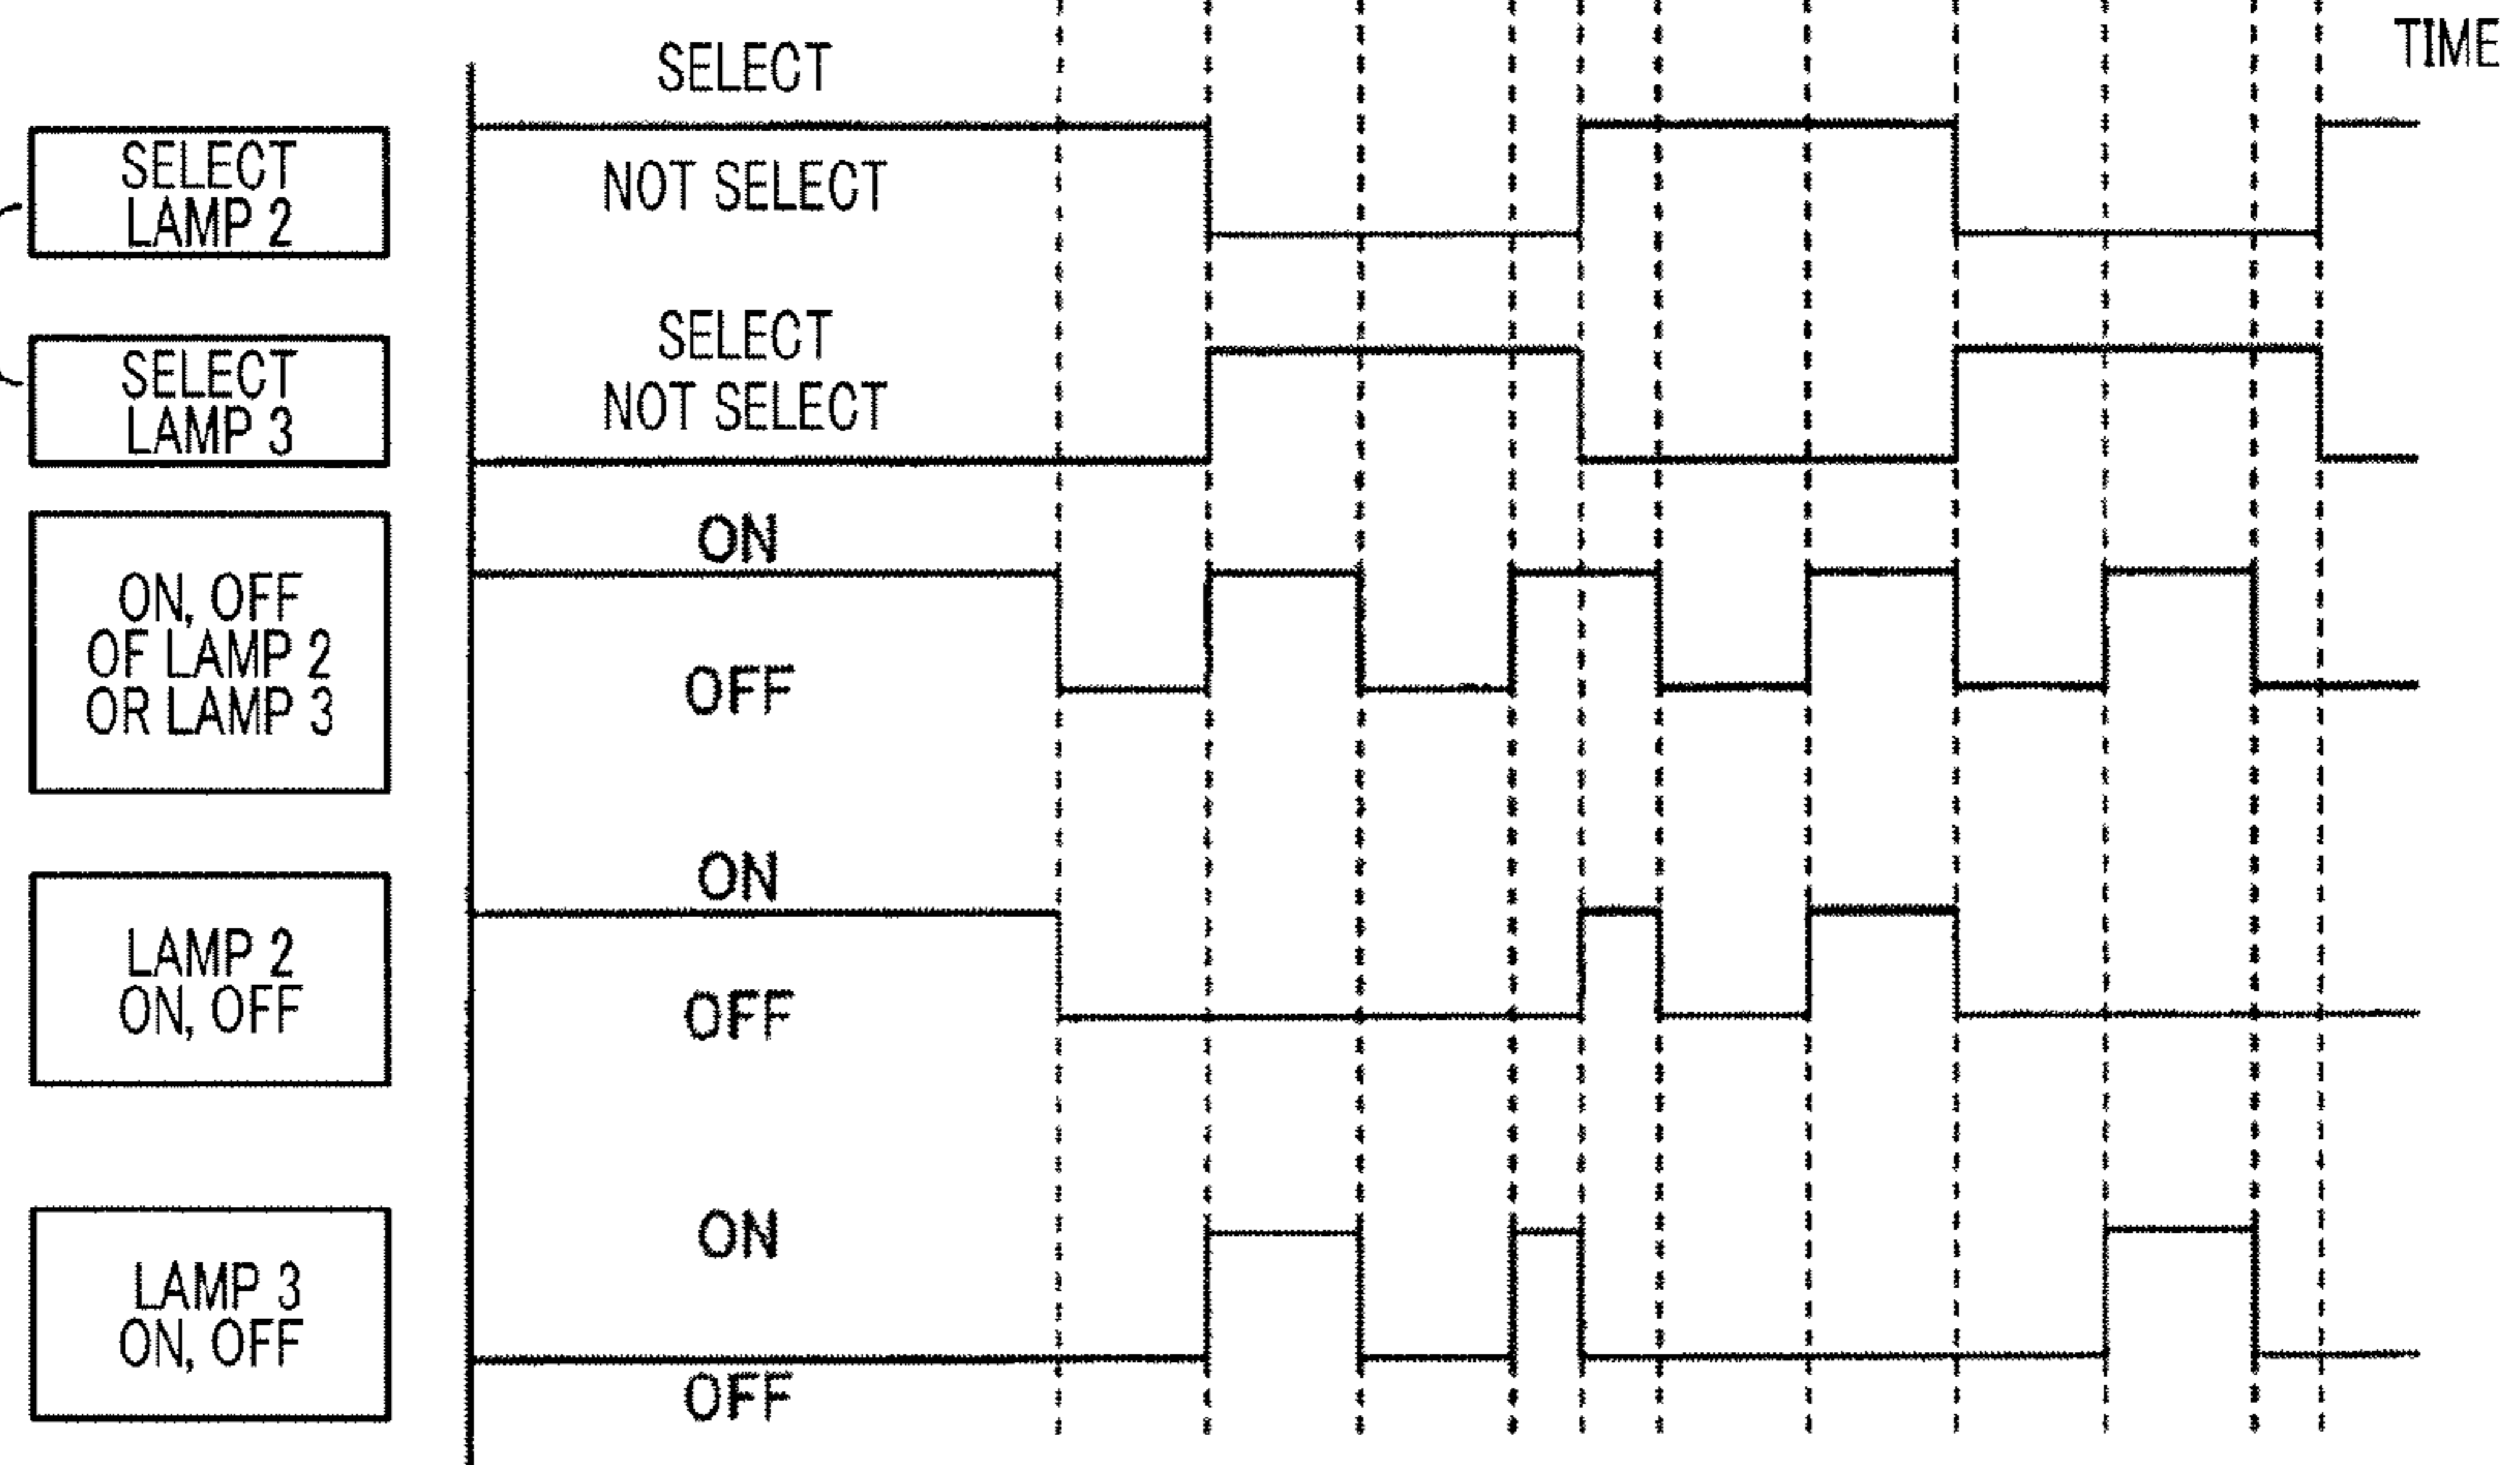 TIME
SELECT
NOT SELECT
SELECT
LAMP 2
SELECT
NOT SELECT
SELECT
LAMP 3
ON
OFF
ON, OFF
OF LAMP 2
OR LAMP 3
ON
OFF
LAMP 2
ON, OFF
ON
OFF
LAMP 3
ON, OFF